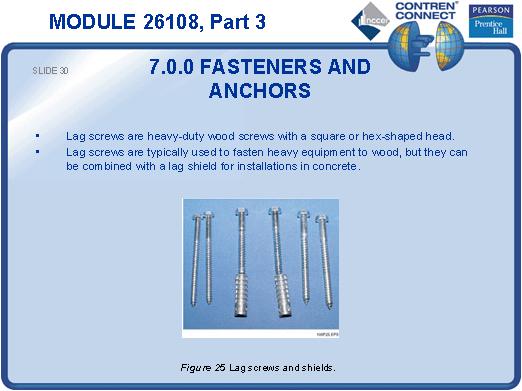 MODULE 26108, Part 3
nccer
CONTREN®
CONNECT
PEARSON
Prentice
Hall
SLIDE 30
7.0.0 FASTENERS AND
ANCHORS
• Lag screws are heavy-duty wood screws with a square or hex-shaped head.
• Lag screws are typically used to fasten heavy equipment to wood, but they can
be combined with a lag shield for installations in concrete.
Figure 25 Lag screws and shields.